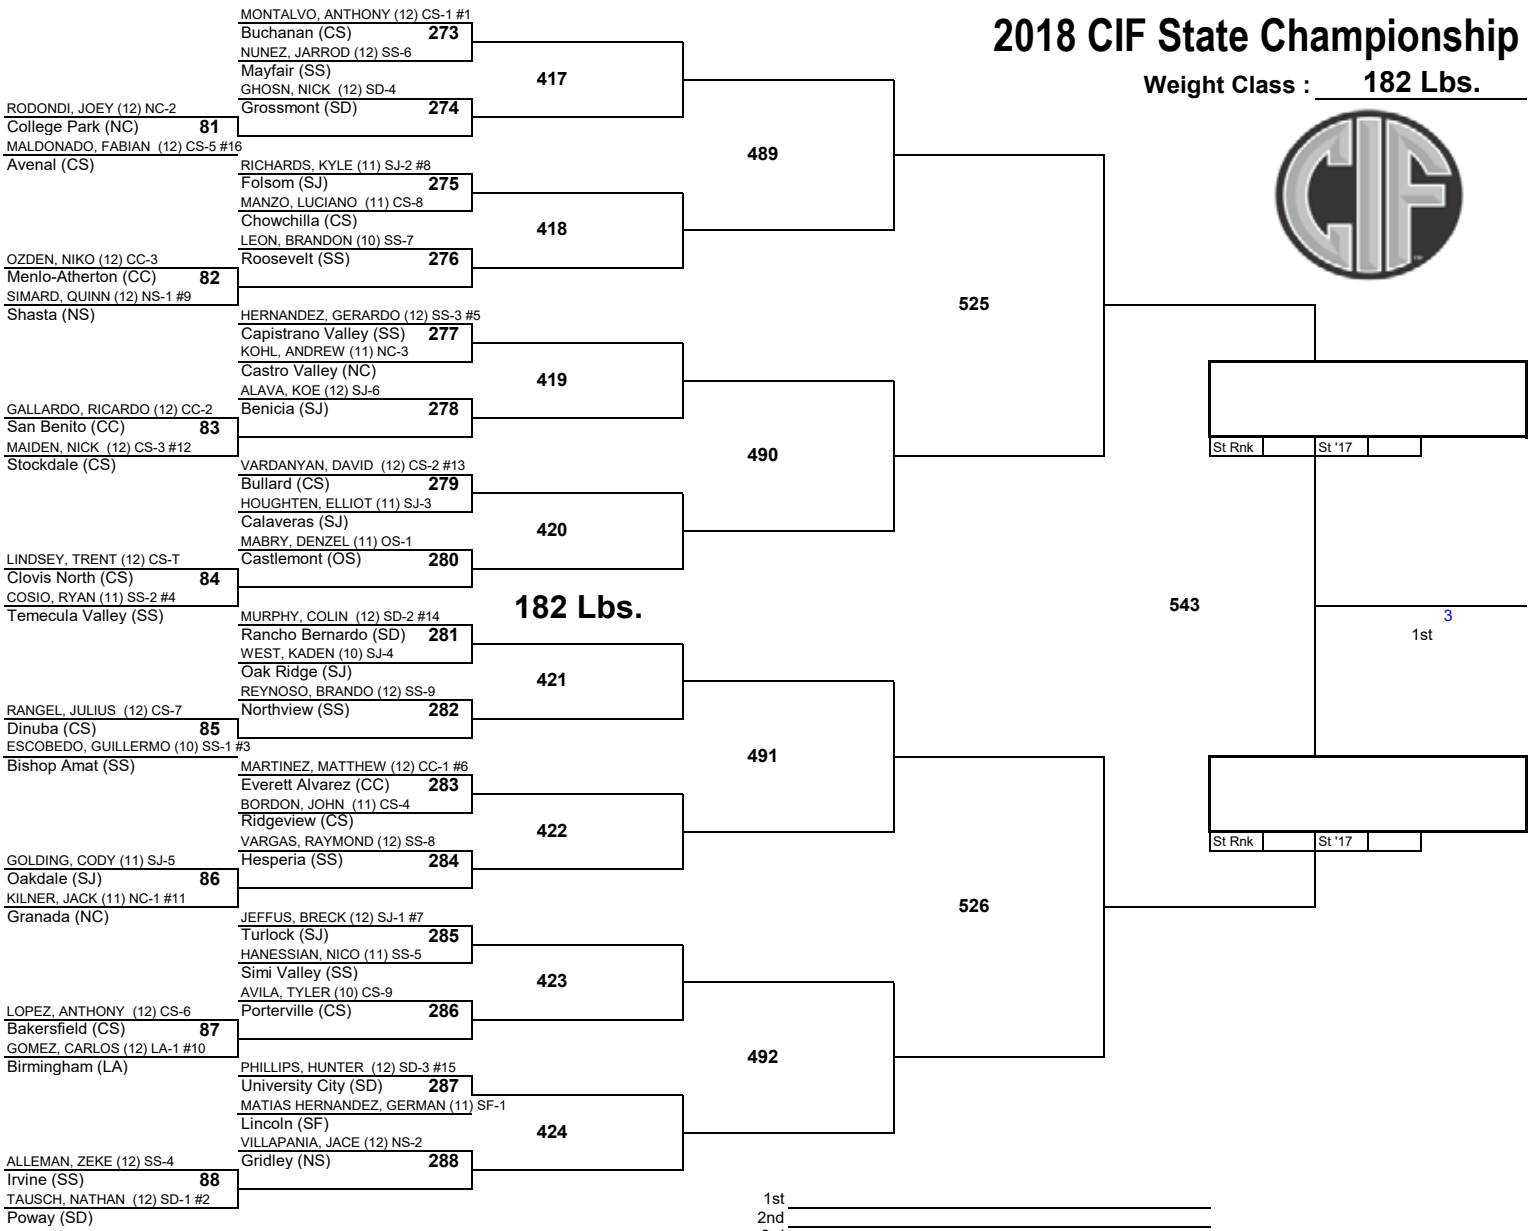 MONTALVO, ANTHONY (12) CS-1 #1
2018 CIF State Championship
Buchanan (CS) 273
NUNEZ, JARROD (12) SS-6
Mayfair (SS)
417
Weight Class : 182 Lbs.
GHOSN, NICK (12) SD-4
RODONDI, JOEY (12) NC-2
Grossmont (SD) 274
College Park (NC) 81
MALDONADO, FABIAN (12) CS-5 #16
489
CIF
Avenal (CS)
RICHARDS, KYLE (11) SJ-2 #8
Folsom (SJ) 275
MANZO, LUCIANO (11) CS-8
Chowchilla (CS)
418
LEON, BRANDON (10) SS-7
OZDEN, NIKO (12) CC-3
Roosevelt (SS) 276
Menlo-Atherton (CC) 82
SIMARD, QUINN (12) NS-1 #9
525
Shasta (NS)
HERNANDEZ, GERARDO (12) SS-3 #5
Capistrano Valley (SS) 277
KOHL, ANDREW (11) NC-3
Castro Valley (NC)
419
ALAVA, KOE (12) SJ-6
GALLARDO, RICARDO (12) CC-2
Benicia (SJ) 278
San Benito (CC) 83
MAIDEN, NICK (12) CS-3 #12
490
St Rnk St '17
Stockdale (CS)
VARDANYAN, DAVID (12) CS-2 #13
Bullard (CS) 279
HOUGHTEN, ELLIOT (11) SJ-3
Calaveras (SJ)
420
MABRY, DENZEL (11) OS-1
LINDSEY, TRENT (12) CS-T
Castlemont (OS) 280
Clovis North (CS) 84
COSIO, RYAN (11) SS-2 #4
182 Lbs.
543
Temecula Valley (SS)
MURPHY, COLIN (12) SD-2 #14
3
Rancho Bernardo (SD) 281
1st
WEST, KADEN (10) SJ-4
Oak Ridge (SJ)
421
REYNOSO, BRANDO (12) SS-9
RANGEL, JULIUS (12) CS-7
Northview (SS) 282
Dinuba (CS) 85
ESCOBEDO, GUILLERMO (10) SS-1 #3
491
Bishop Amat (SS)
MARTINEZ, MATTHEW (12) CC-1 #6
Everett Alvarez (CC) 283
BORDON, JOHN (11) CS-4
Ridgeview (CS)
422
VARGAS, RAYMOND (12) SS-8
St Rnk St '17
GOLDING, CODY (11) SJ-5
Hesperia (SS) 284
Oakdale (SJ) 86
KILNER, JACK (11) NC-1 #11
526
Granada (NC)
JEFFUS, BRECK (12) SJ-1 #7
Turlock (SJ) 285
HANESSIAN, NICO (11) SS-5
Simi Valley (SS)
423
AVILA, TYLER (10) CS-9
LOPEZ, ANTHONY (12) CS-6
Porterville (CS) 286
Bakersfield (CS) 87
GOMEZ, CARLOS (12) LA-1 #10
492
Birmingham (LA)
PHILLIPS, HUNTER (12) SD-3 #15
University City (SD) 287
MATIAS HERNANDEZ, GERMAN (11) SF-1
Lincoln (SF)
424
VILLAPANIA, JACE (12) NS-2
ALLEMAN, ZEKE (12) SS-4
Gridley (NS) 288
Irvine (SS) 88
TAUSCH, NATHAN (12) SD-1 #2
1st
Poway (SD)
2nd